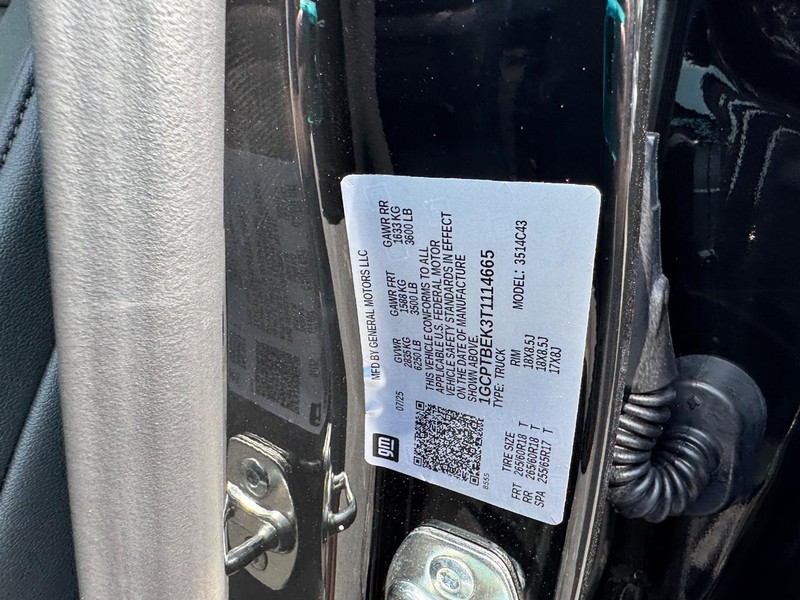 MFD BY GENERAL MOTORS LLC
07/25
GVWR GAWR FRT GAWR RR
2835 KG 1588 KG 1633 KG
6250 LB 3500 LB 3600 LB
THIS VEHICLE CONFORMS TO ALL
APPLICABLE U.S. FEDERAL MOTOR
VEHICLE SAFETY STANDARDS IN EFFECT
ON THE DATE OF MANUFACTURE
SHOWN ABOVE.
1GCPTBEK3T1114665
TYPE: TRUCK MODEL: 3514C43
gm
8555
TIRE SIZE RIM
FRT 265/60R18 T 18X8.5J
RR 265/60R18 T 18X8.5J
SPA 255/65R17 T 17X8J